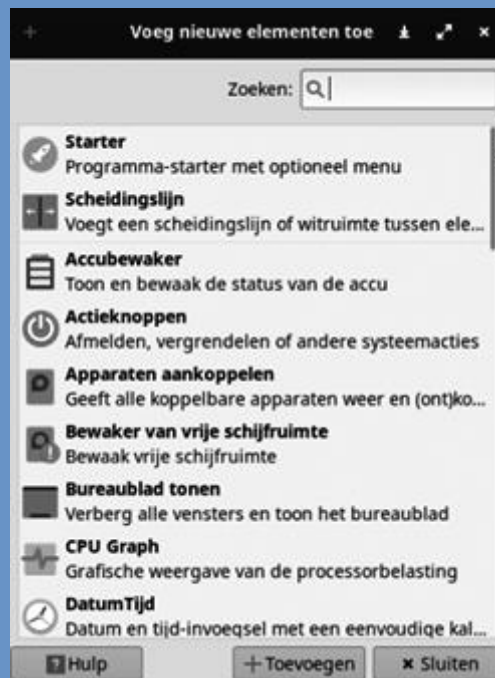 Voeg nieuwe elementen toe
Zoeken:
Starter
Programma-starter met optioneel menu
Scheidingslijn
Voegt een scheidingslijn of witruimte tussen ele...
Accubewaker
Toon en bewaak de status van de accu
Actieknoppen
Afmelden, vergrendelen of andere systeemacties
Apparaten aankoppelen
Geeft alle koppelbare apparaten weer en (ont)ko...
Bewaker van vrije schijfruimte
Bewaak vrije schijfruimte
Bureaublad tonen
Verberg alle vensters en toon het bureaublad
CPU Graph
Grafische weergave van de processorbelasting
DatumTijd
Datum en tijd-invoegsel met een eenvoudige kal...
Hulp
Toevoegen
Sluiten